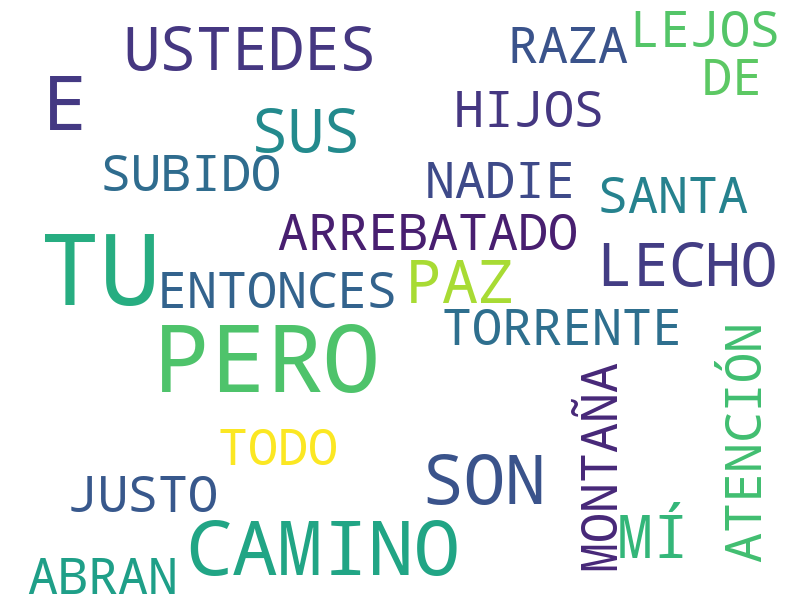 USTEDES
RAZA
LEJOS
DE
E
HIJOS
SUS
SUBIDO
NADIE
SANTA
ARREBATADO
TU
LECHO
ENTONCES
PAZ
TORRENTE
PERO
ATENCIÓN
MONTAÑA
TODO
SON
JUSTO
CAMINO
MÍ
ABRAN